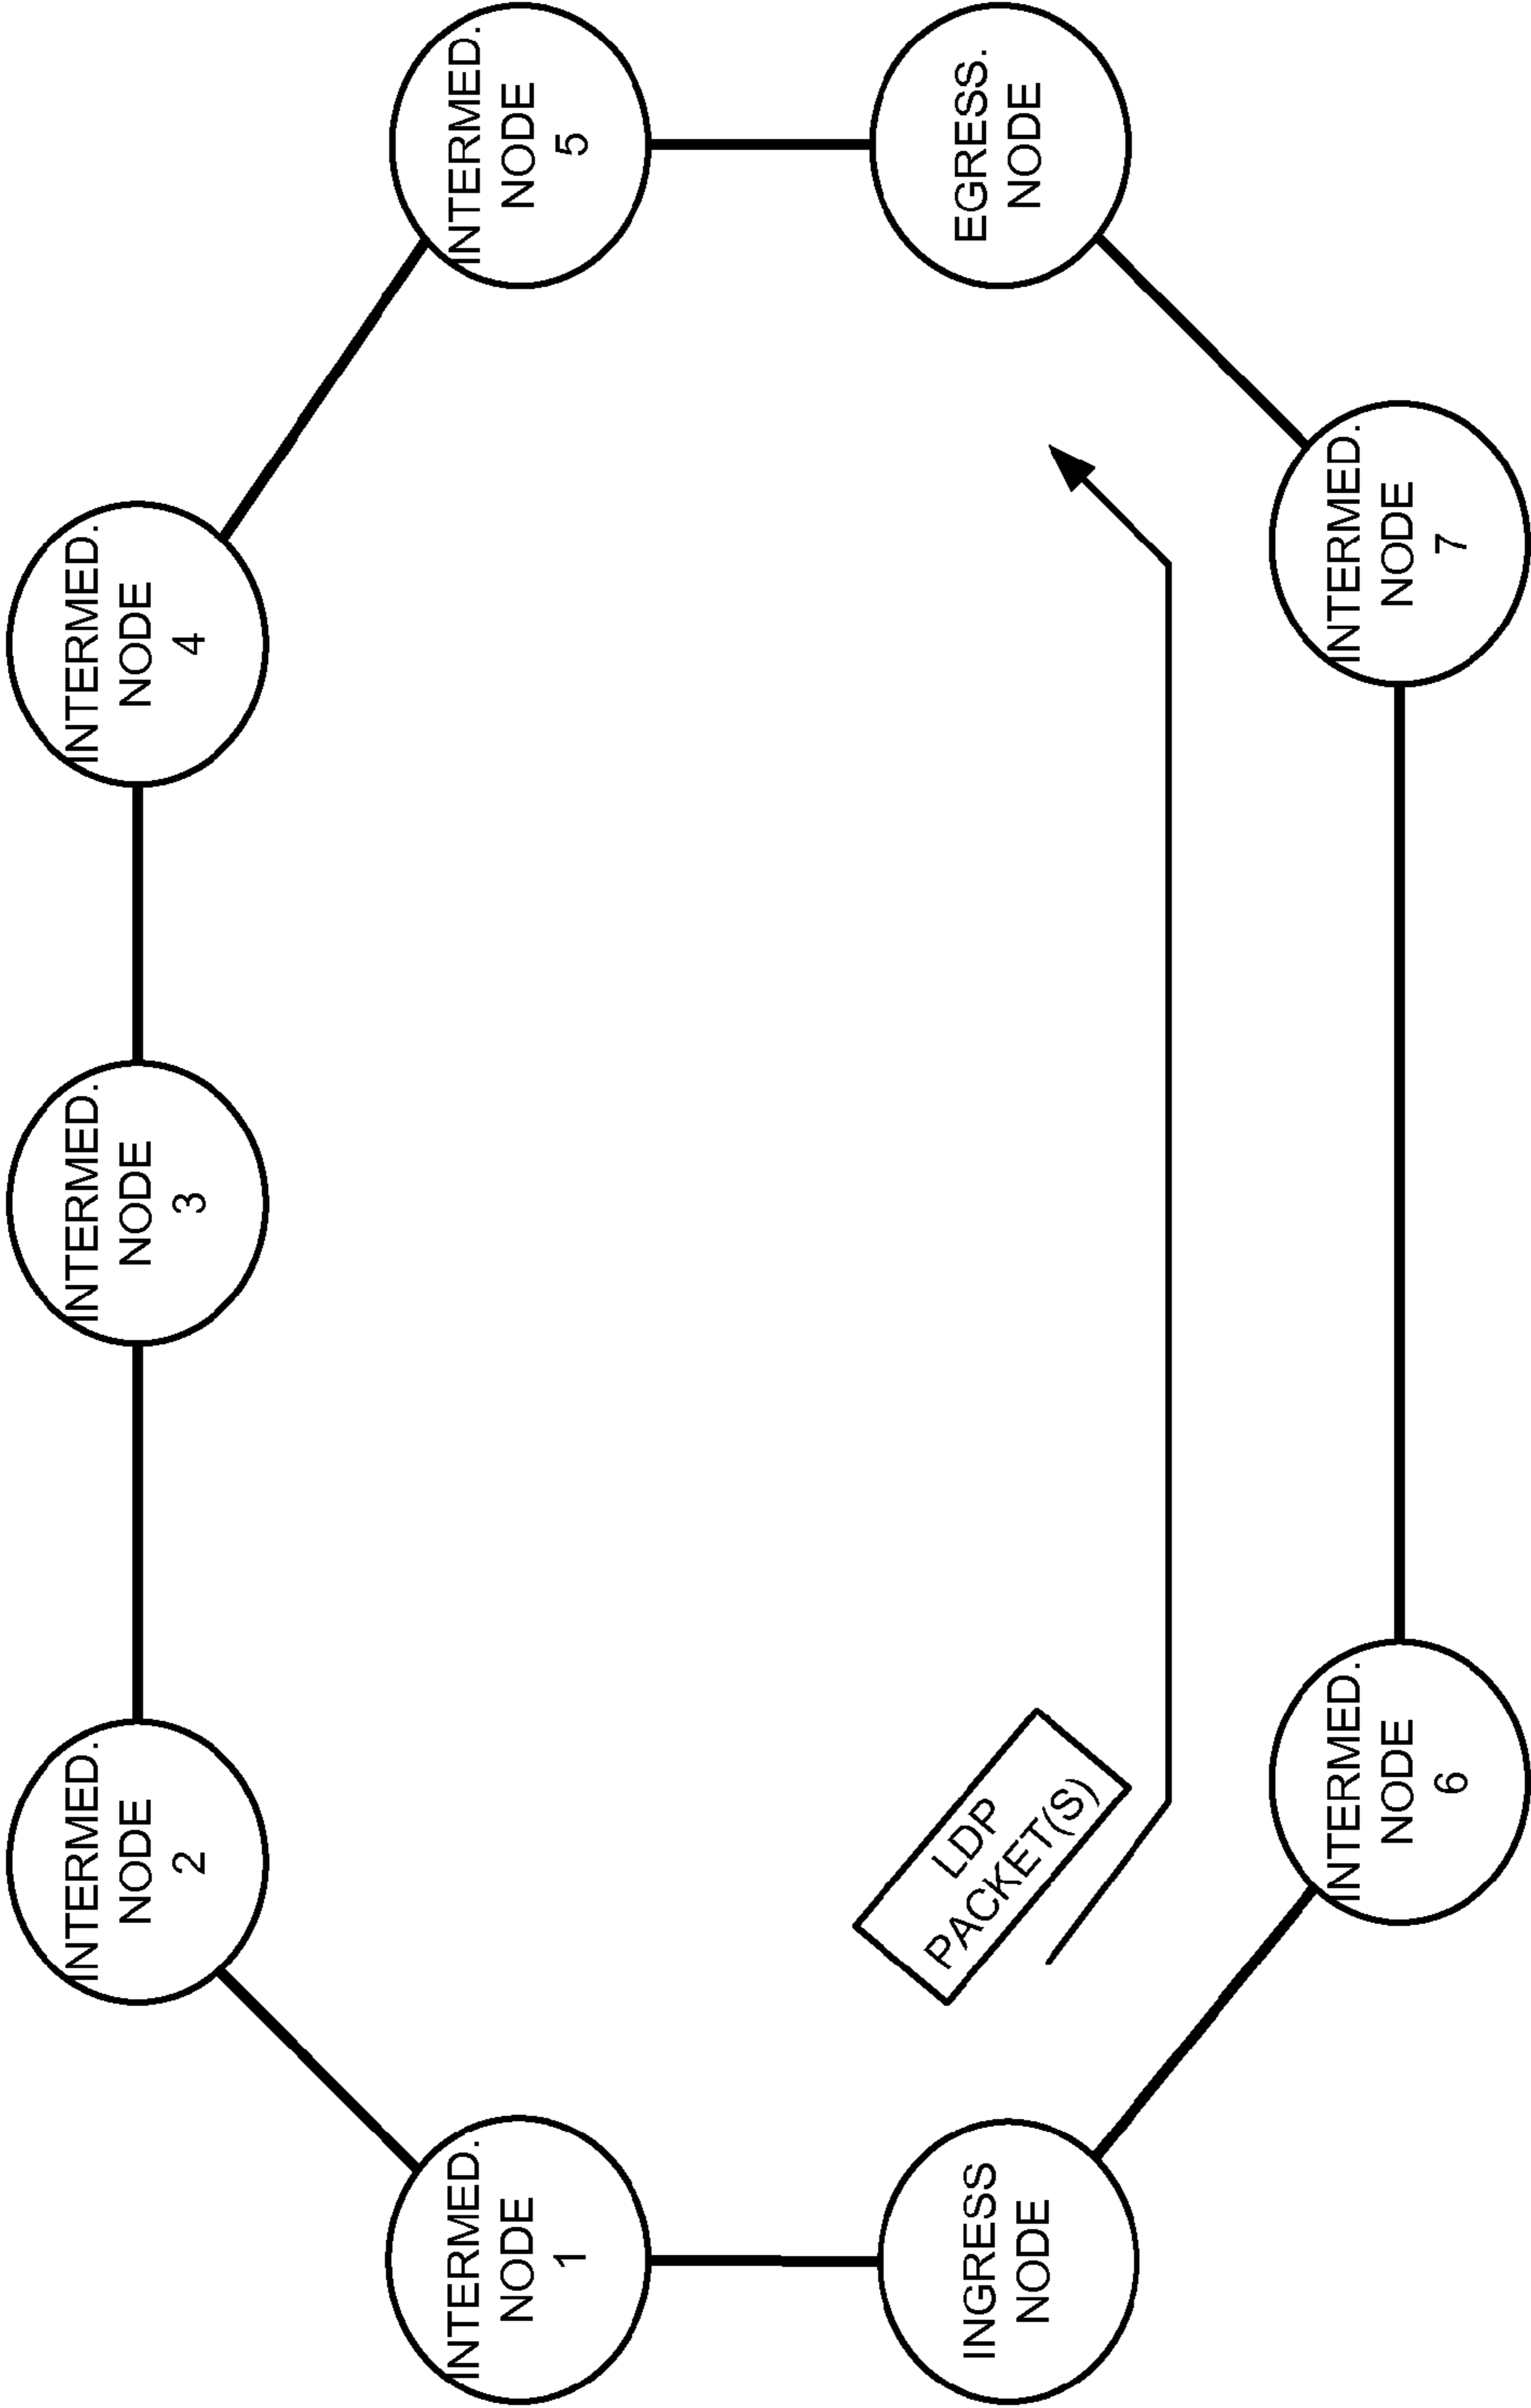 INTERMED.
NODE
2
INTERMED.
NODE
3
INTERMED.
NODE
4
INTERMED.
NODE
1
INTERMED.
NODE
5
LDP
PACKET(S)
INGRESS
NODE
EGRESS.
NODE
INTERMED.
NODE
6
INTERMED.
NODE
7